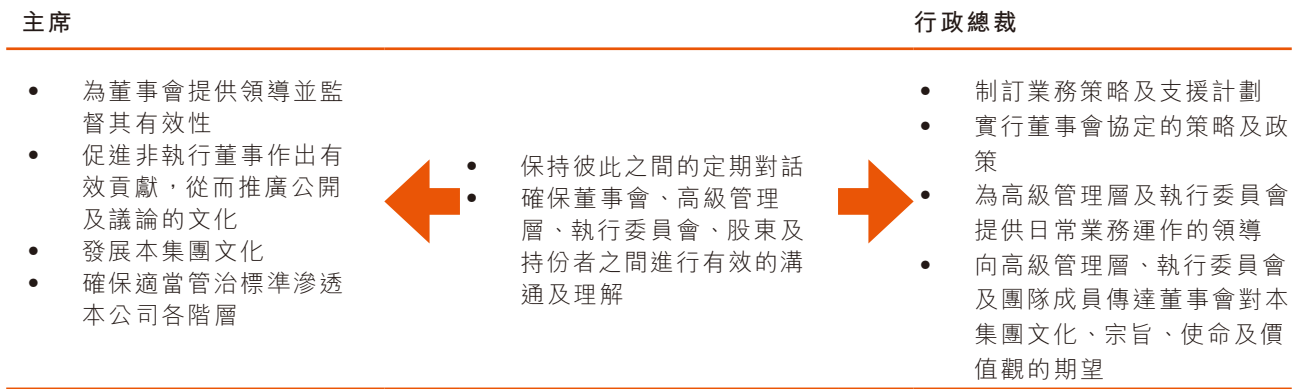 主席
為董事會提供領導並監
督其有效性
促進非執行董事作出有
效貢獻，從而推廣公開
及議論的文化
發展本集團文化
確保適當管治標準滲透
本公司各階層
保持彼此之間的定期對話
確保董事會、高級管理
層、執行委員會、股東及
持份者之間進行有效的溝
通及理解
行政總裁
制訂業務策略及支援計劃
實行董事會協定的策略及政
策
為高級管理層及執行委員會
提供日常業務運作的領導
向高級管理層、執行委員會
及團隊成員傳達董事會對本
集團文化、宗旨、使命及價
值觀的期望